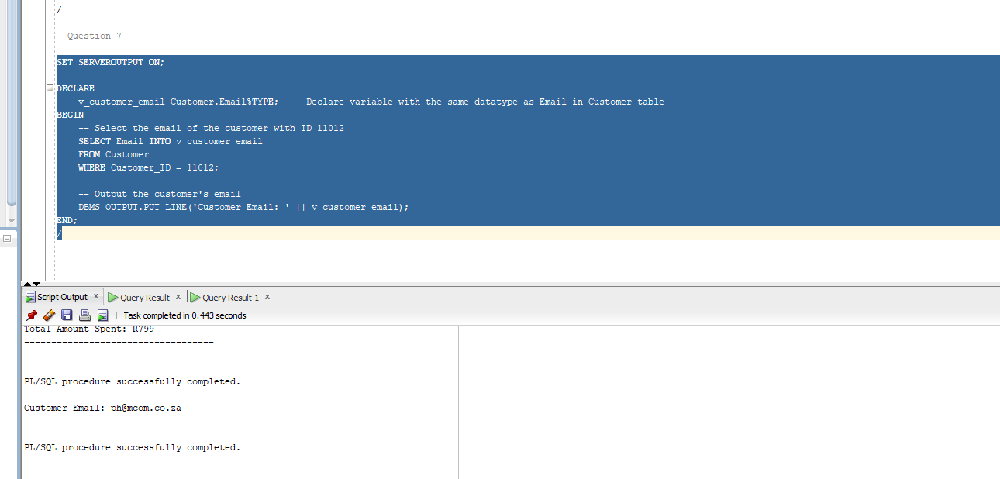 /
--Question 7
SET SERVEROUTPUT ON;
DECLARE
v_customer_email Customer.Email%TYPE;  -- Declare variable with the same datatype as Email in Customer table
BEGIN
-- Select the email of the customer with ID 11012
SELECT Email INTO v_customer_email
FROM Customer
WHERE Customer_ID = 11012;
-- Output the customer's email
DBMS_OUTPUT.PUT_LINE('Customer Email: ' || v_customer_email);
END;
/
Script Output x Query Result x Query Result 1 x
Task completed in 0.443 seconds
Total Amount Spent: R799
-----------------------------------
PL/SQL procedure successfully completed.
Customer Email: ph@mcom.co.za
PL/SQL procedure successfully completed.